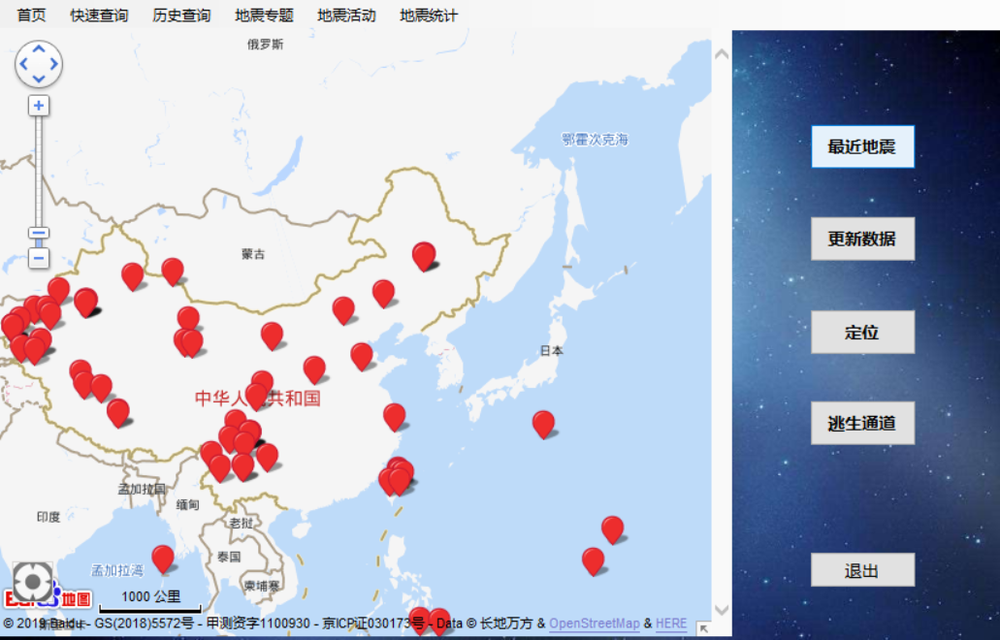 首页 快速查询 历史查询 地震专题 地震活动 地震统计
俄罗斯
鄂霍次克海
最近地震
更新数据
蒙古
定位
日本
中华人 共和国
逃生通道
孟加拉国
缅甸
印度
老挝
泰国
孟加拉湾
柬埔寨
退出
1000 公里
地图
© 2019 Baidu - GS(2018)5572号 - 甲测资字1100930 - 京ICP证030173号 - Data © 长地万方 & OpenStreetMap & HERE